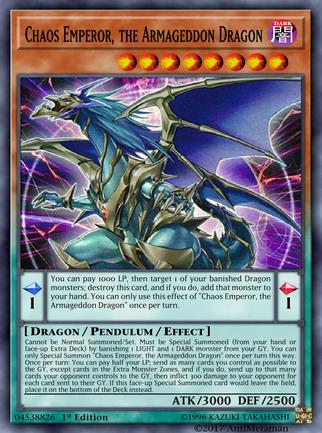 CHAOS EMPEROR, THE ARMAGEDDON DRAGON
DARK
闇
You can pay 1000 LP, then target 1 of your banished Dragon
monsters; destroy this card, and if you do, add that monster to
your hand. You can only use this effect of "Chaos Emperor, the
Armageddon Dragon" once per turn.
1
1
[DRAGON / PENDULUM / EFFECT]
Cannot be Normal Summoned/Set. Must be Special Summoned (from your hand or
face-up Extra Deck) by banishing 1 LIGHT and 1 DARK monster from your GY. You can
only Special Summon "Chaos Emperor, the Armageddon Dragon" once per turn this way.
Once per turn: You can pay half your LP; send as many cards you control as possible to
the GY, except cards in the Extra Monster Zones, and if you do, send up to that many
cards your opponent controls to the GY, then inflict 300 damage to your opponent for
each card sent to their GY. If this face-up Special Summoned card would leave the field,
place it on the bottom of the Deck instead.
ATK/3000 DEF/2500
04538826 1st Edition ©1996 KAZUKI TAKAHASHI
©2017 AntiMetaman